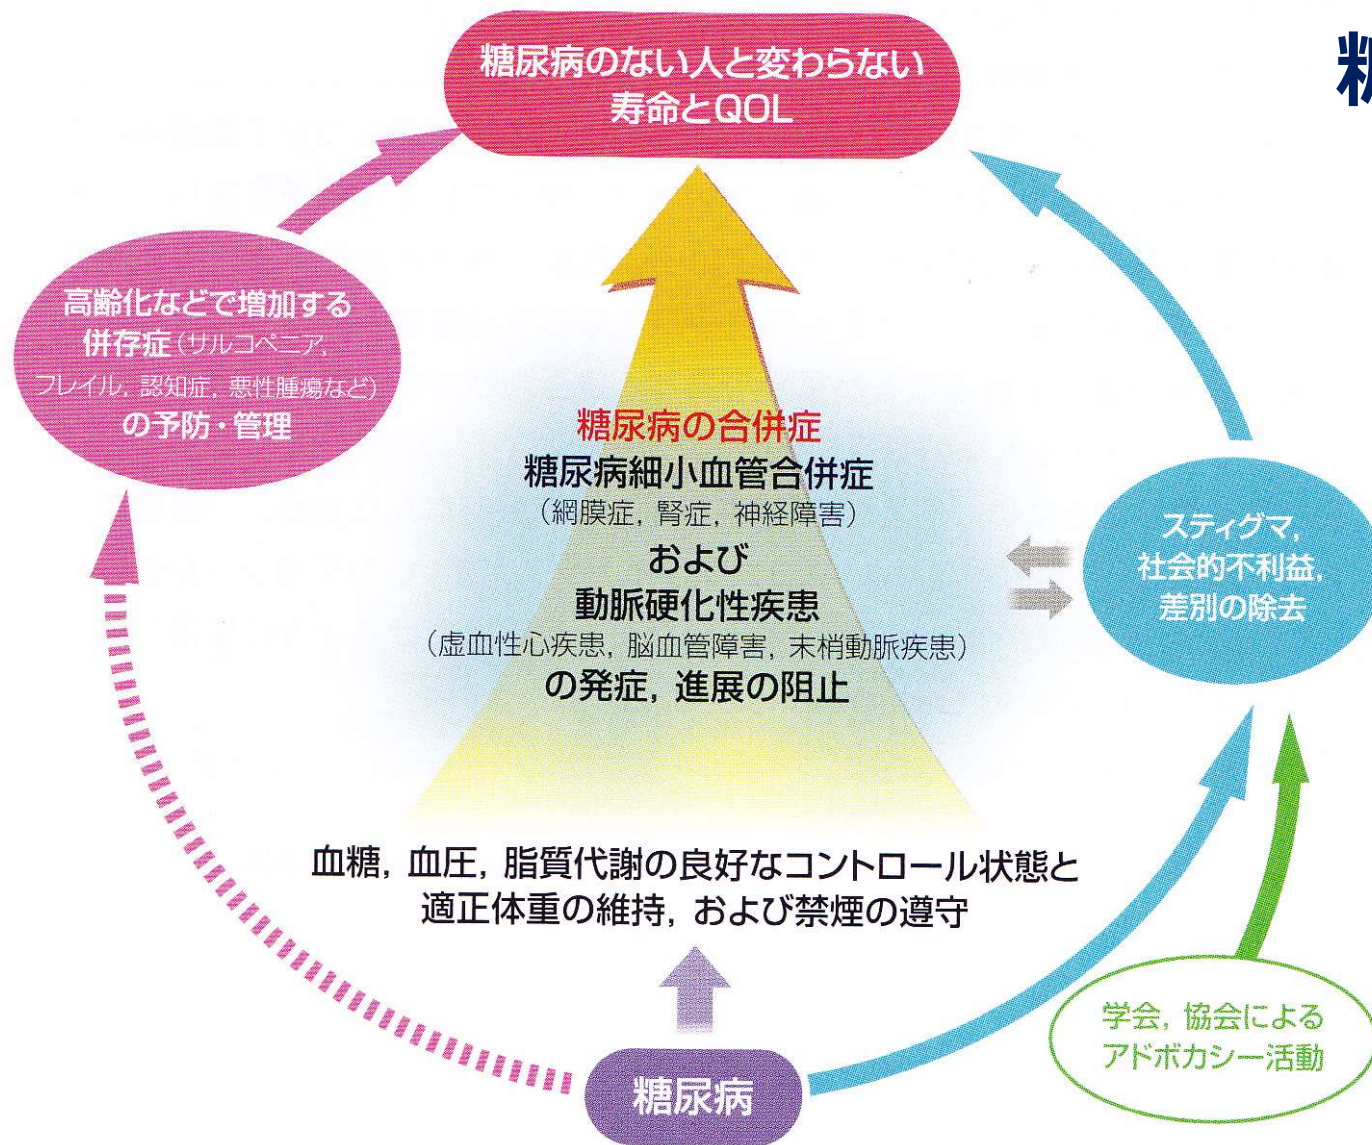 糖尿病のない人と変わらない
寿命とQOL
糖
高齢化などで増加する
併存症(サルコペニア,
フレイル, 認知症, 悪性腫瘍など)
の予防・管理
糖尿病の合併症
糖尿病細小血管合併症
(網膜症, 腎症, 神経障害)
および
動脈硬化性疾患
(虚血性心疾患, 脳血管障害, 末梢動脈疾患)
の発症, 進展の阻止
スティグマ,
社会的不利益,
差別の除去
血糖, 血圧, 脂質代謝の良好なコントロール状態と
適正体重の維持, および禁煙の遵守
学会, 協会による
アドボカシー活動
糖尿病